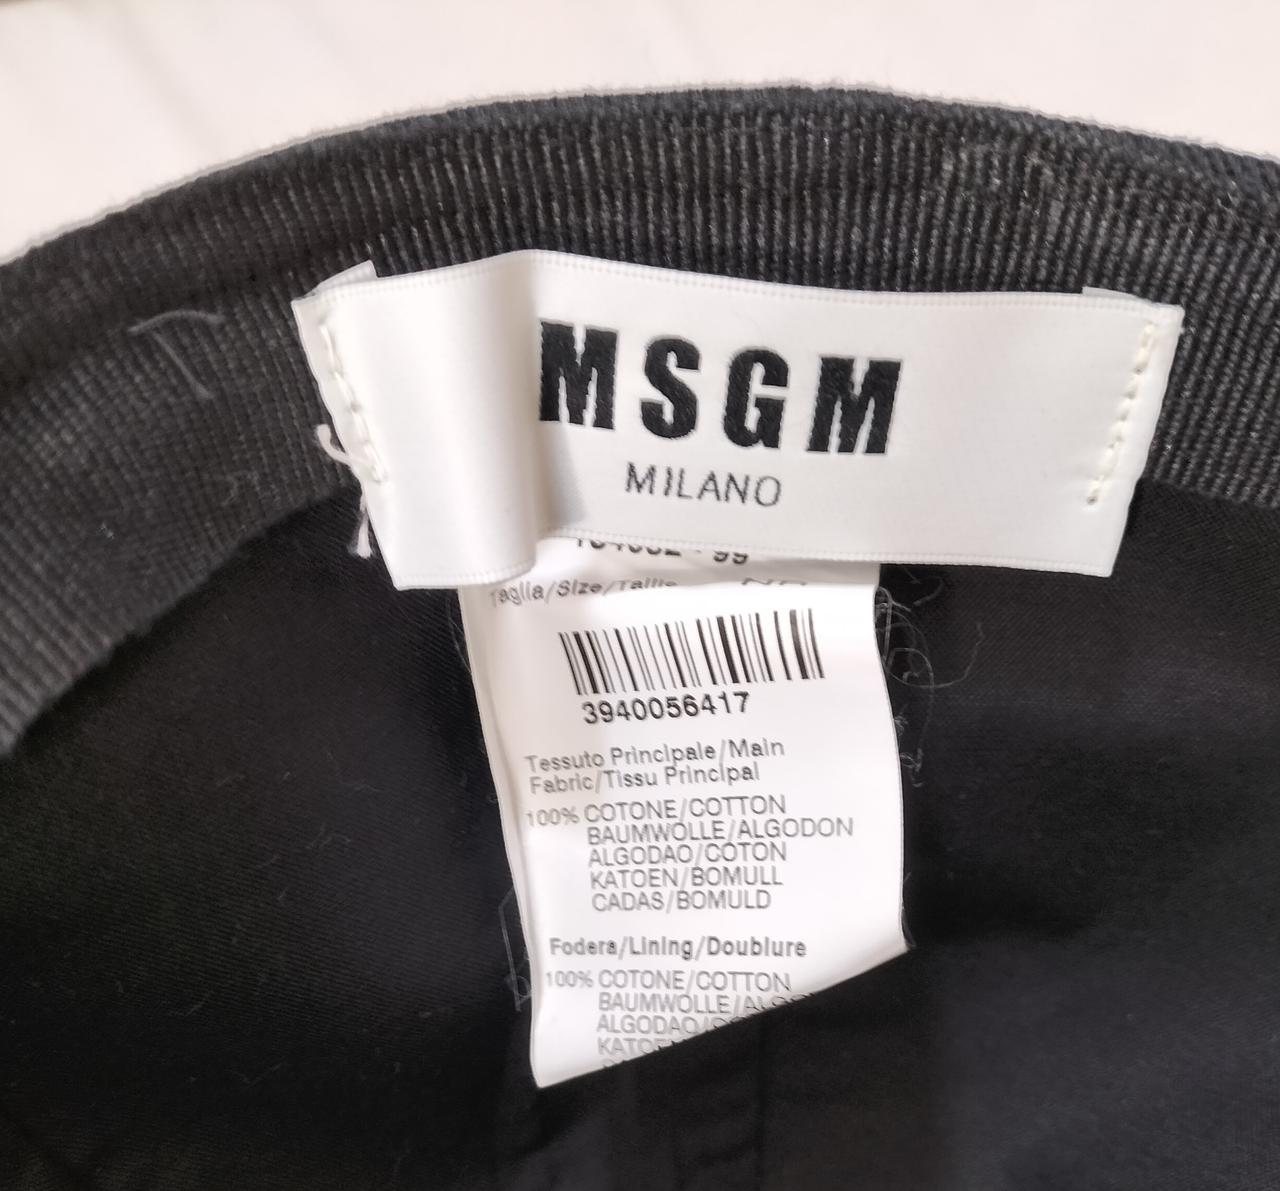 MSGM
MILANO
Taglia/Size/Taille
3940056417
Tessuto Principale/Main
Fabric/Tissu Principal
100% COTONE/COTTON
BAUMWOLLE/ALGODON
ALGODAO/COTON
KATOEN/BOMULL
CADAS/BOMULD
Fodera/Lining/Doublure
100% COTONE/COTTON
BAUMWOLLE/
ALGODAO/